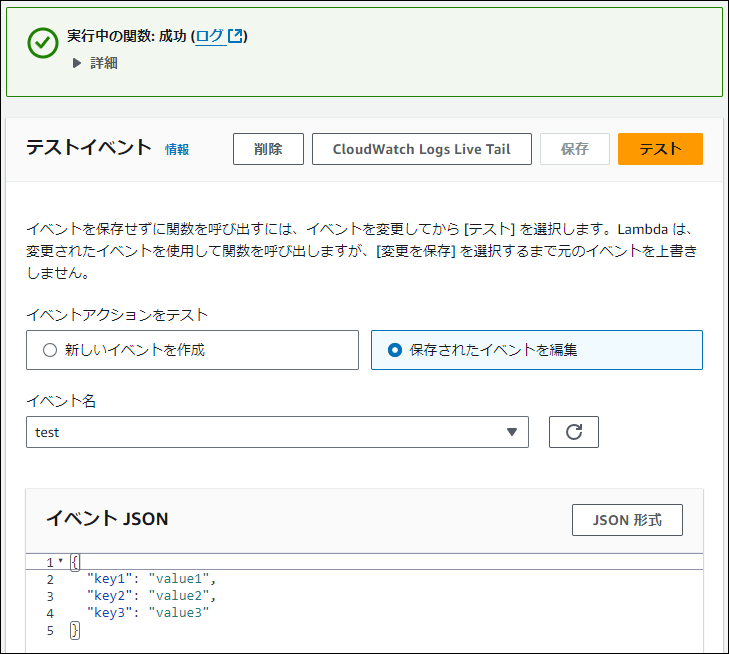 実行中の関数: 成功 (ログ)
詳細
テストイベント 情報 削除 CloudWatch Logs Live Tail 保存 テスト
イベントを保存せずに関数を呼び出すには、イベントを変更してから [テスト] を選択します。Lambda は、
変更されたイベントを使用して関数を呼び出しますが、[変更を保存] を選択するまで元のイベントを上書き
しません。
イベントアクションをテスト
新しいイベントを作成 保存されたイベントを編集
イベント名
test
イベント JSON JSON 形式
1 {
2 "key1": "value1",
3 "key2": "value2",
4 "key3": "value3"
5 }